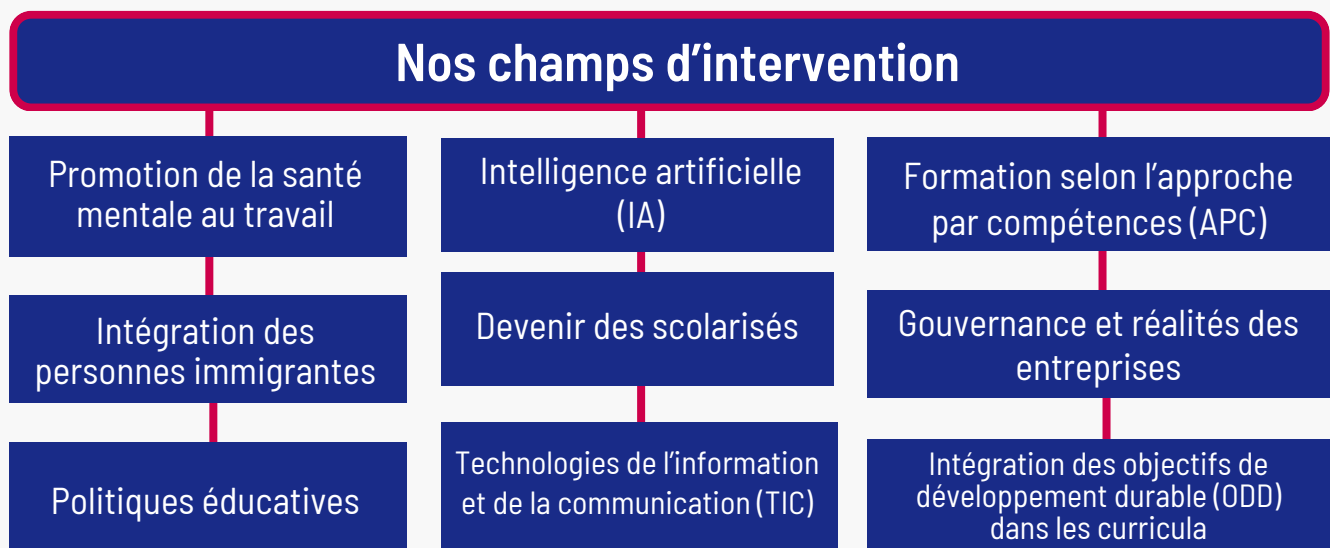 Nos champs d’intervention
Promotion de la santé
mentale au travail
Intégration des
personnes immigrantes
Politiques éducatives
Intelligence artificielle
(IA)
Devenir des scolarisés
Technologies de l’information
et de la communication (TIC)
Formation selon l’approche
par compétences (APC)
Gouvernance et réalités des
entreprises
Intégration des objectifs de
développement durable (ODD)
dans les curricula